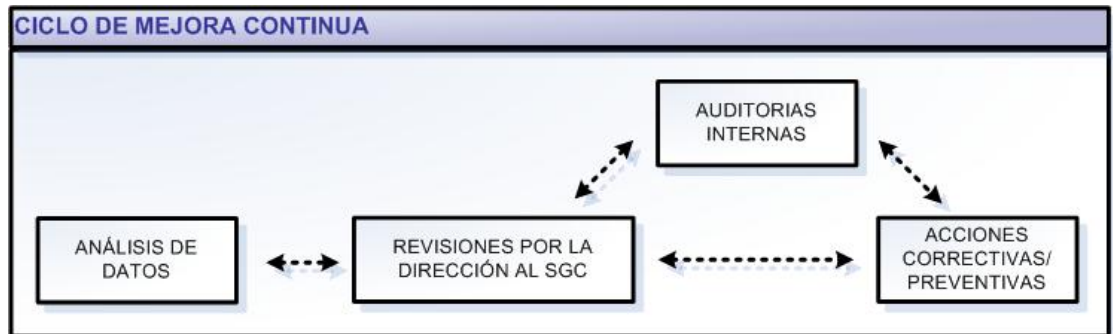 CICLO DE MEJORA CONTINUA
AUDITORIAS
INTERNAS
ANÁLISIS DE
DATOS
REVISIONES POR LA
DIRECCIÓN AL SGC
ACCIONES
CORRECTIVAS/
PREVENTIVAS